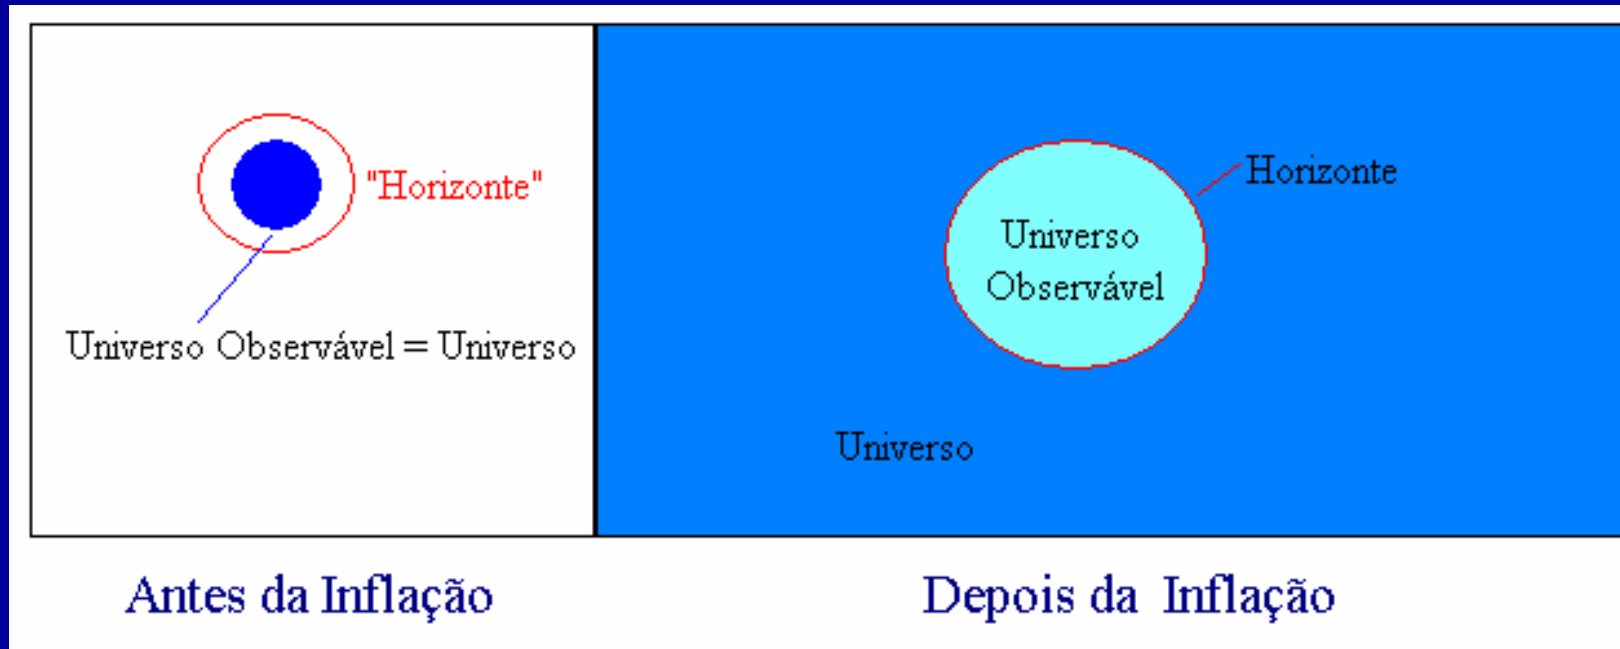 "Horizonte"
Universo Observável = Universo
Horizonte
Universo
Observável
Universo
Antes da Inflação
Depois da Inflação